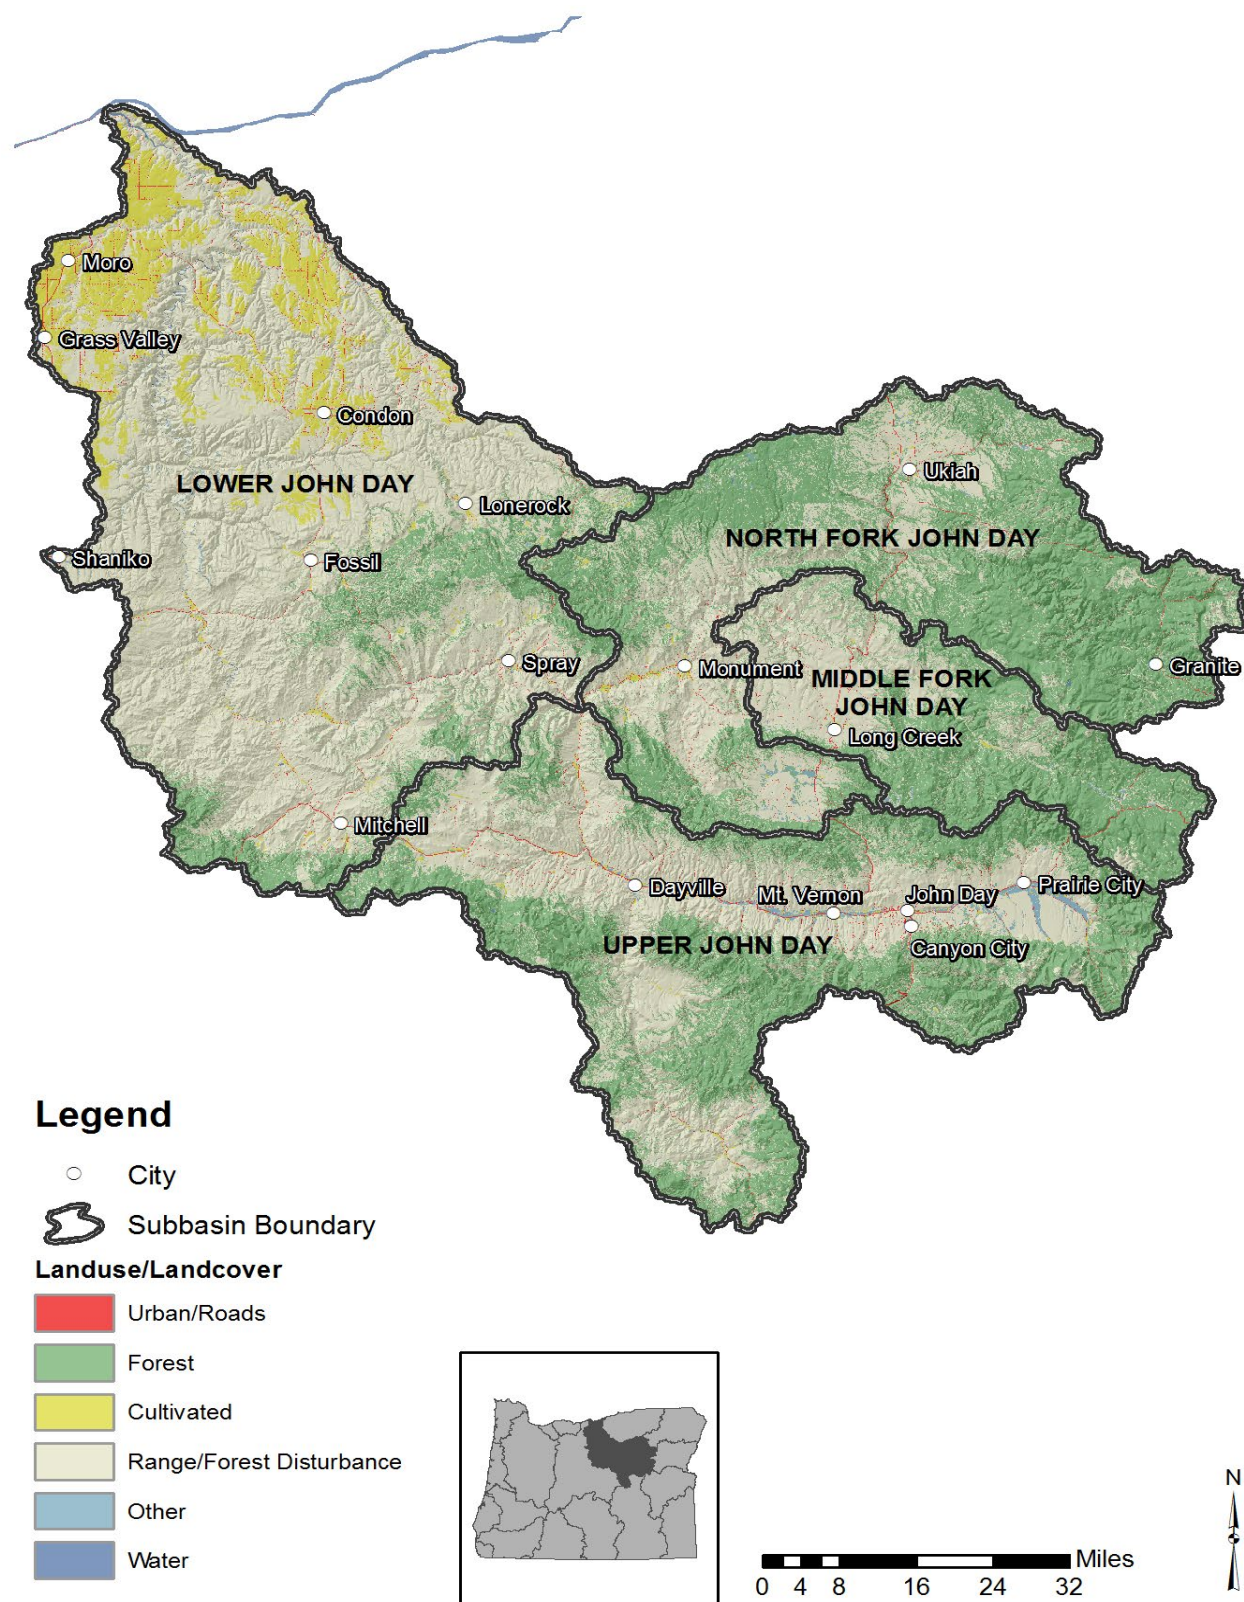 Moro
Grass Valley
Condon
LOWER JOHN DAY
Lonerock
Ukiah
NORTH FORK JOHN DAY
Shaniko
Fossil
Spray
Monument
Granite
MIDDLE FORK
JOHN DAY
Long Creek
Mitchell
Dayville
Mt. Vernon
John Day
Prairie City
UPPER JOHN DAY
Canyon City
Legend
City
Subbasin Boundary
Landuse/Landcover
Urban/Roads
Forest
Cultivated
Range/Forest Disturbance
Other
Water
N
Miles
0 4 8 16 24 32